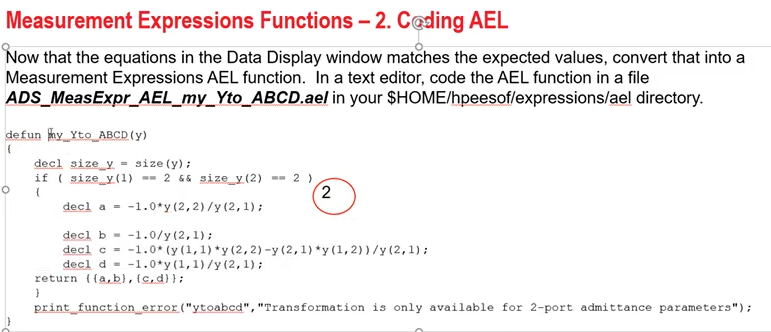 Measurement Expressions Functions – 2. Coding AEL
Now that the equations in the Data Display window matches the expected values, convert that into a
Measurement Expressions AEL function. In a text editor, code the AEL function in a file
ADS_MeasExpr_AEL_my_Yto_ABCD.ael in your $HOME/hpeesof/expressions/ael directory.
defun my_Yto_ABCD(y)
{
decl size_y = size(y);
if ( size_y(1) == 2 && size_y(2) == 2 )
{
2
decl a = -1.0*y(2,2)/y(2,1);
decl b = -1.0/y(2,1);
decl c = -1.0*(y(1,1)*y(2,2)-y(2,1)*y(1,2))/y(2,1);
decl d = -1.0*y(1,1)/y(2,1);
return {{a,b},{c,d}};
}
print_function_error("ytoabcd","Transformation is only available for 2-port admittance parameters");
}